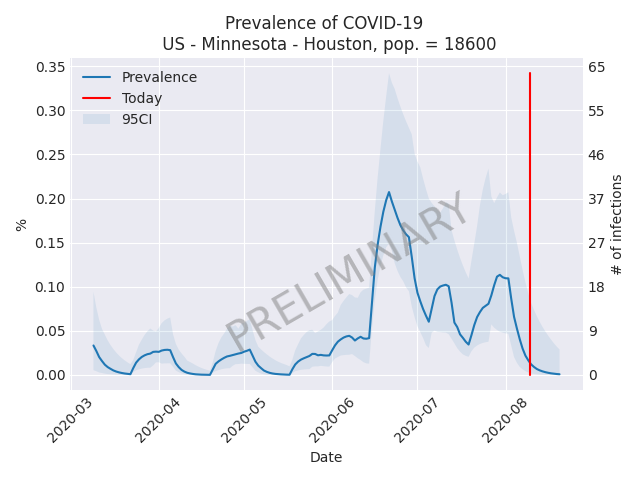 Prevalence of COVID-19
US - Minnesota - Houston, pop. = 18600
Prevalence
Today
95CI
0.35
0.30
0.25
0.20
0.15
0.10
0.05
0.00
%
65
55
46
37
27
18
9
0
# of infections
PRELIMINARY
2020-03
2020-04
2020-05
2020-06
2020-07
2020-08
Date